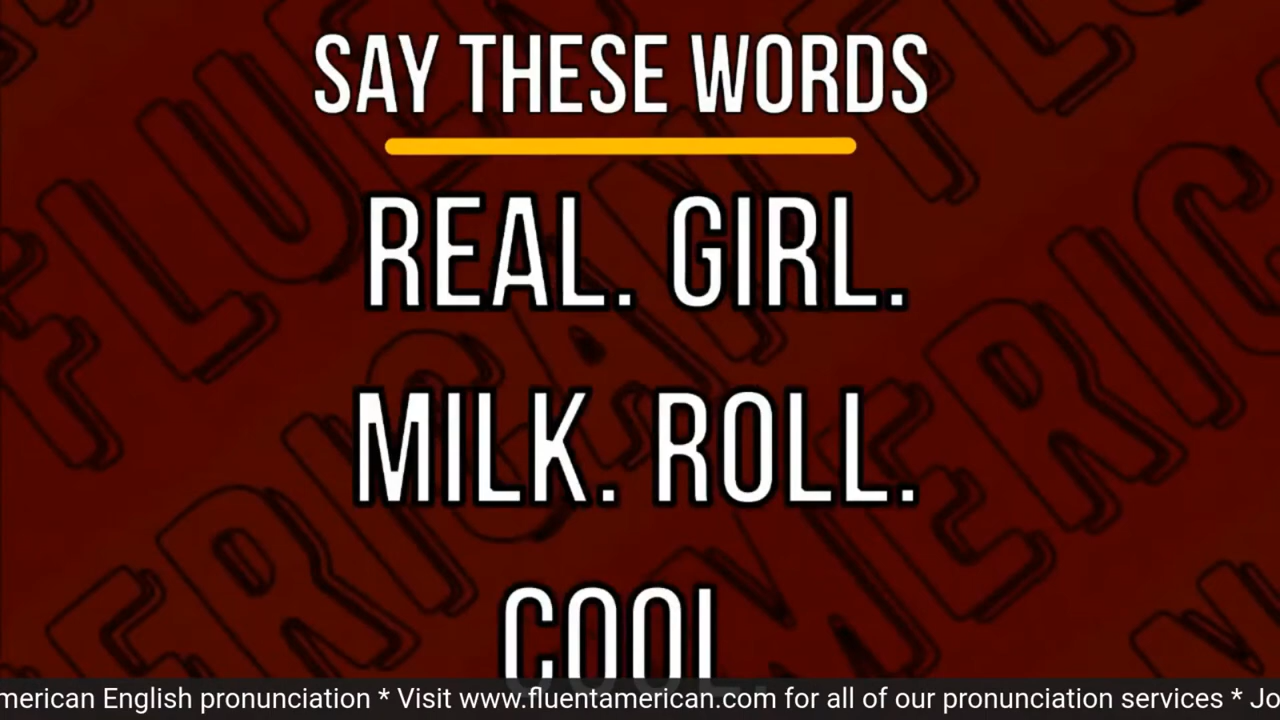 SAY THESE WORDS
REAL. GIRL.
MILK. ROLL.
COOL.
merican English pronunciation * Visit www.fluentamerican.com for all of our pronunciation services * Jo